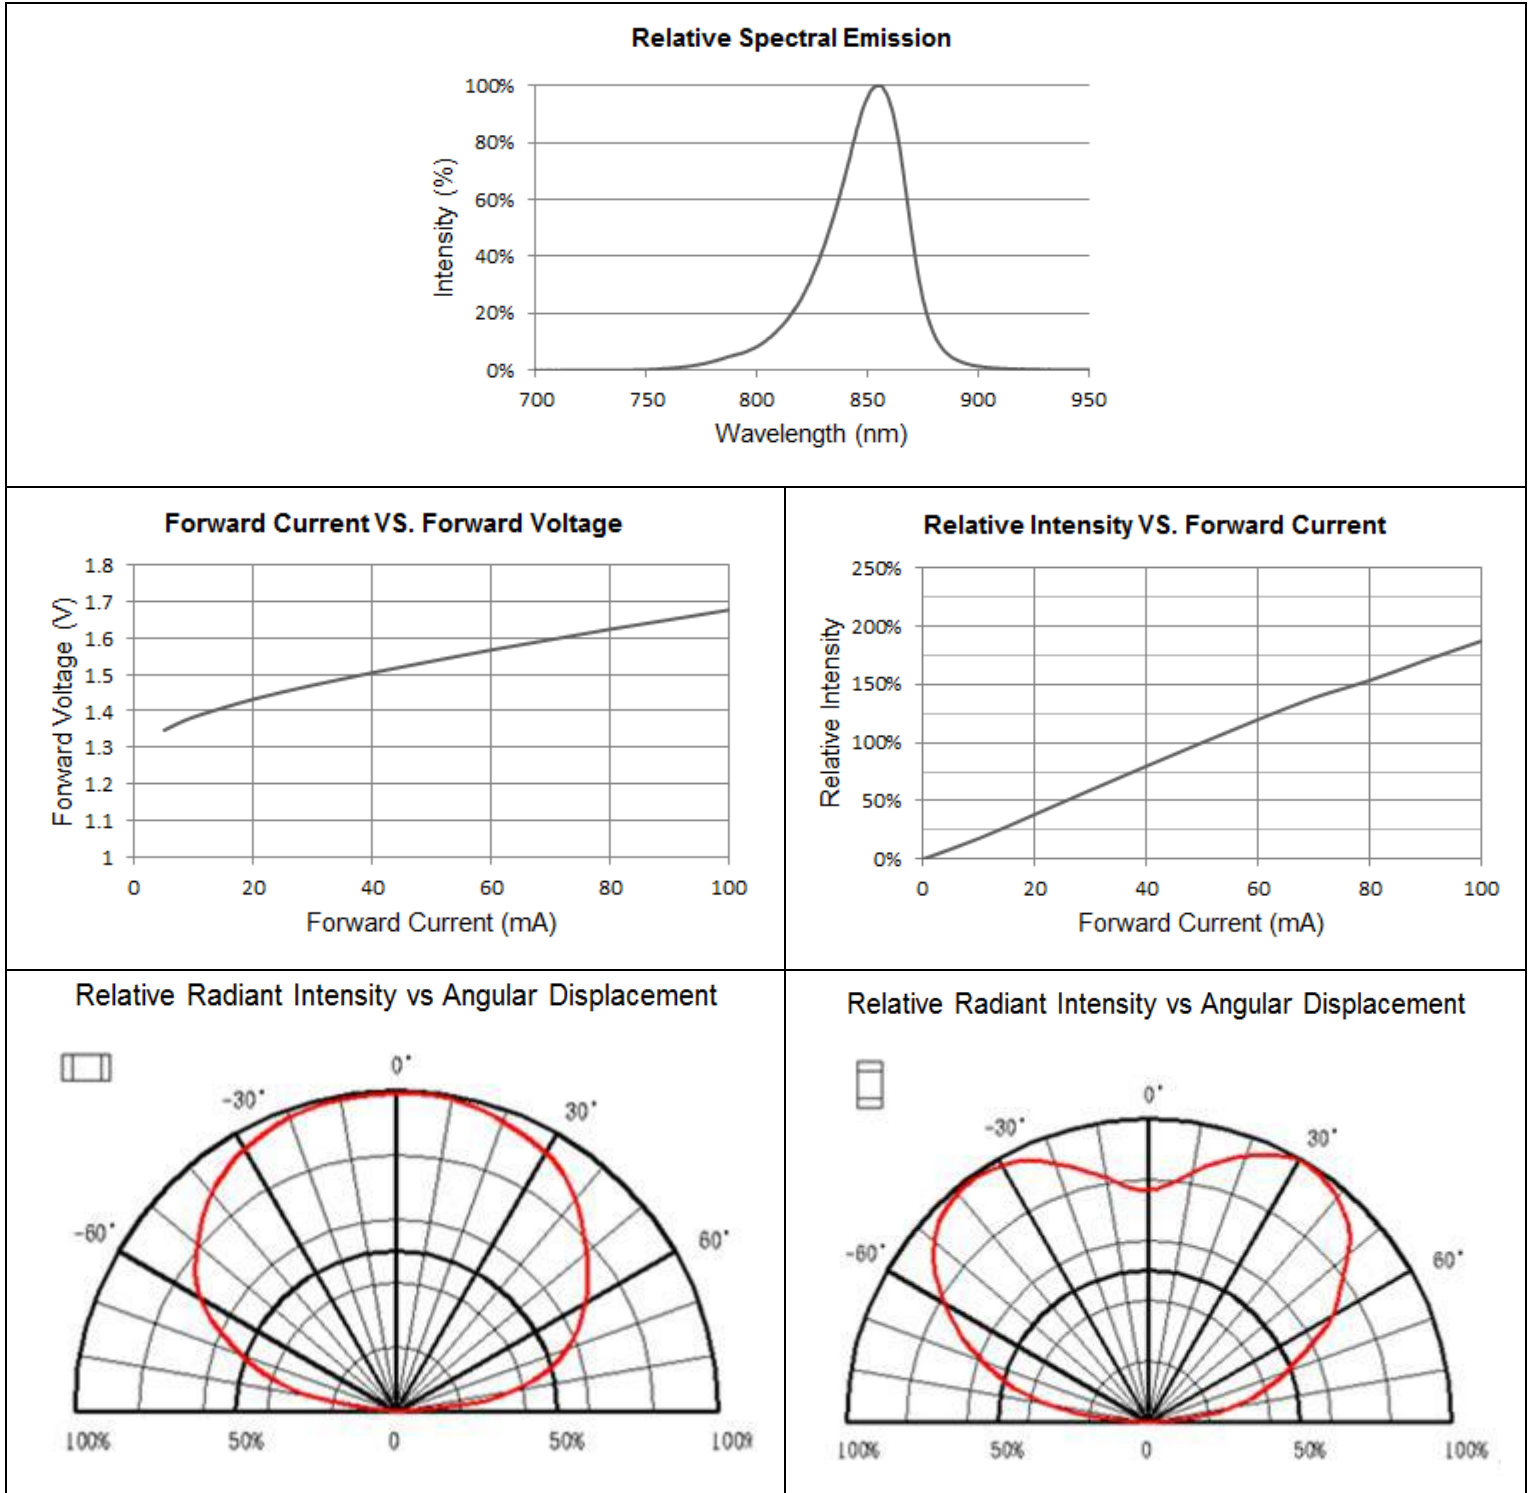 Relative Spectral Emission
100%
80%
60%
40%
20%
0%
Intensity (%)
700 750 800 850 900 950
Wavelength (nm)
Forward Current VS. Forward Voltage
1.8
1.7
1.6
1.5
1.4
1.3
1.2
1.1
1
Forward Voltage (V)
0 20 40 60 80 100
Forward Current (mA)
Relative Intensity VS. Forward Current
250%
200%
150%
100%
50%
0%
Relative Intensity
0 20 40 60 80 100
Forward Current (mA)
Relative Radiant Intensity vs Angular Displacement
0°
-30° 30°
-60° 60°
100% 50% 0 50% 100%
Relative Radiant Intensity vs Angular Displacement
0°
-30° 30°
-60° 60°
100% 50% 0 50% 100%